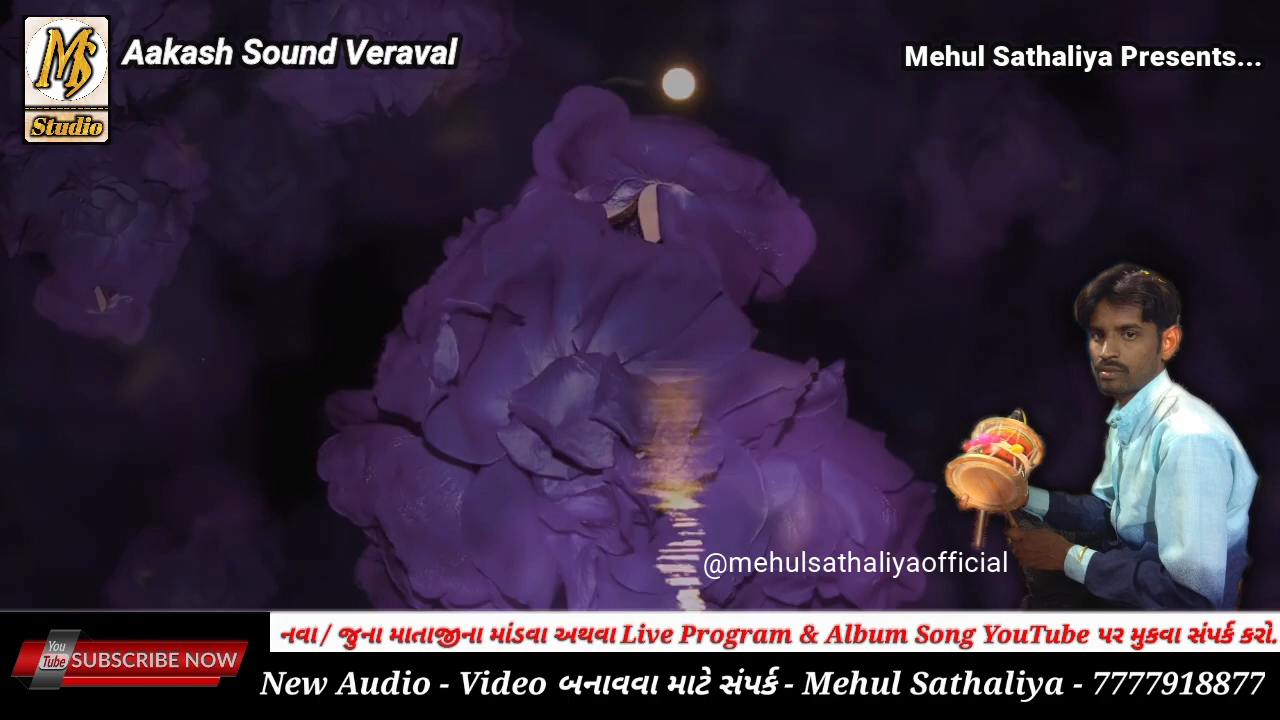 MS
Studio
Aakash Sound Veraval
Mehul Sathaliya Presents...
@mehulsathaliyaofficial
You
Tube
SUBSCRIBE NOW
નવા / જુના માતાજીના માંડવા અથવા Live Program & Album Song YouTube પર મુકવા સંપર્ક કરો.
New Audio - Video બનાવવા માટે સંપર્ક - Mehul Sathaliya - 7777918877